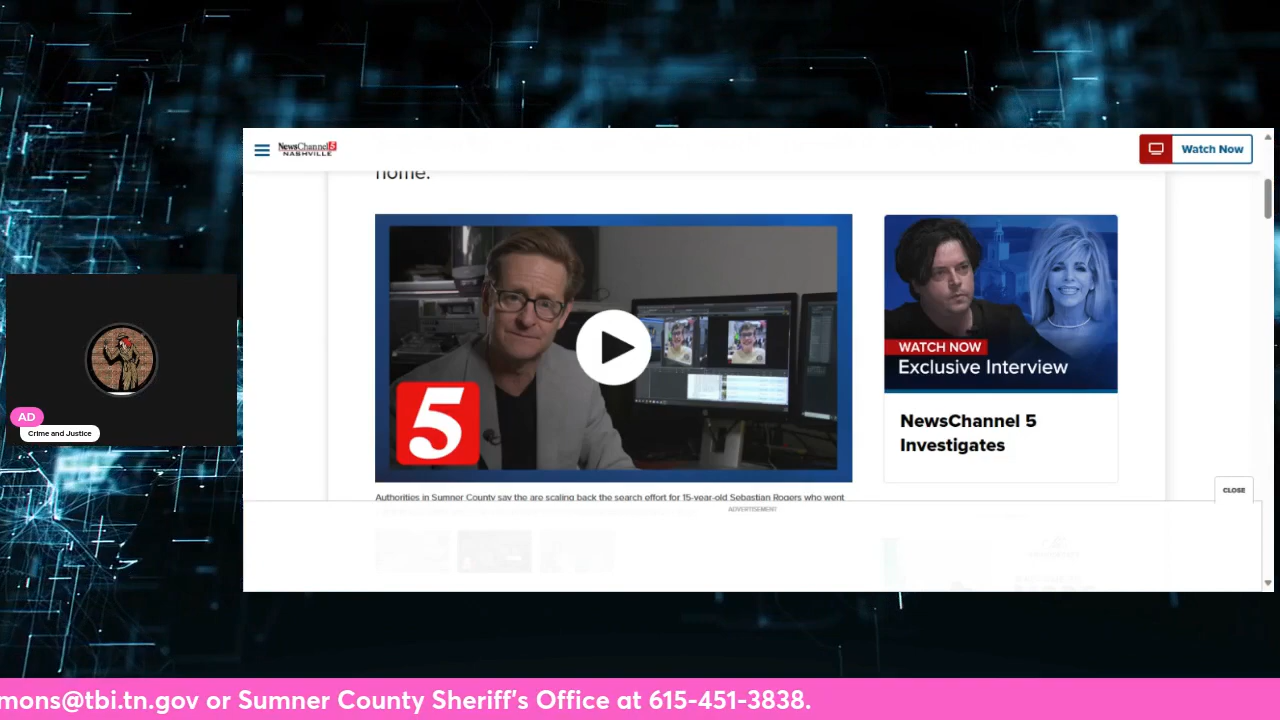 NewsChannel 5
NASHVILLE
Watch Now
home.
5
WATCH NOW
Exclusive Interview
NewsChannel 5
Investigates
AD
Crime and Justice
CLOSE
Authorities in Sumner County say the are scaling back the search effort for 15-year-old Sebastian Rogers who went
ADVERTISEMENT
mons@tbi.tn.gov or Sumner County Sheriff's Office at 615-451-3838.